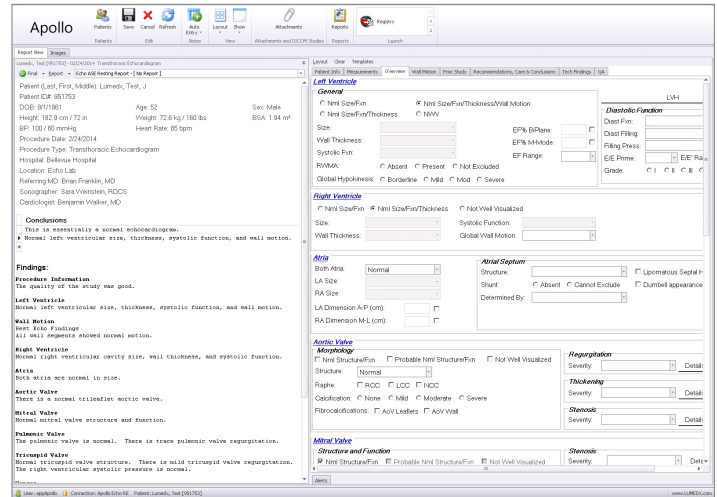 Apollo
Patients
Save Cancel Refresh
Auto Entry
Layout Show
Attachments
Reports
Registry
Patients Edit Notes View Attachments and DICOM Studies Reports Launch
Report View Images
Lumedx, Test [951753] - 02/24/2014 Transthoracic Echocardiogram
Final Report Echo ASE Resting Report - [ No Report ]
Patient (Last, First, Middle): Lumedx, Test, J
Patient ID#: 951753
DOB: 8/1/1961 Age: 52 Sex: Male
Height: 182.9 cm / 72 in Weight: 72.6 kg / 160 lbs BSA: 1.94 m²
BP: 100 / 60 mmHg Heart Rate: 65 bpm
Procedure Date: 2/24/2014
Procedure Type: Transthoracic Echocardiogram
Hospital: Bellevue Hospital
Location: Echo Lab
Referring MD: Brian Franklin, MD
Sonographer: Sara Weinstein, RDCS
Cardiologist: Benjamin Walker, MD
Conclusions
This is essentially a normal echocardiogram.
Normal left ventricular size, thickness, systolic function, and wall motion.
Findings:
Procedure Information
The quality of the study was good.
Left Ventricle
Normal left ventricular size, thickness, systolic function, and wall motion.
Wall Motion
Rest Echo Findings
All wall segments showed normal motion.
Right Ventricle
Normal right ventricular cavity size, wall thickness, and systolic function.
Atria
Both atria are normal in size.
Aortic Valve
There is a normal trileaflet aortic valve.
Mitral Valve
Normal mitral valve structure and function.
Pulmonic Valve
The pulmonic valve is normal. There is trace pulmonic valve regurgitation.
Tricuspid Valve
Normal tricuspid valve structure. There is mild tricuspid valve regurgitation.
The right ventricular systolic pressure is normal.
Layout Clear Templates
Patient Info Measurements Overview Wall Motion Prior Study Recommendations, Care & Conclusions Tech Findings QA
Left Ventricle
General
Nml Size/Fxn Nml Size/Fxn/Thickness/Wall Motion
Nml Size/Fxn/Thickness NWV
Size:
Wall Thickness:
Systolic Fxn:
EF% BiPlane:
EF% M-Mode:
EF Range:
RWMA: Absent Present Not Excluded
Global Hypokinesis: Borderline Mild Mod Severe
LVH
Diastolic Function
Diast Fxn:
Diast Filling:
Filling Press:
E/E Prime: E/E' Ra
Grade: I II III
Right Ventricle
Nml Size/Fxn Nml Size/Fxn/Thickness Not Well Visualized
Size: Systolic Function:
Wall Thickness: Global Wall Motion:
Atria
Both Atria: Normal
LA Size:
RA Size:
LA Dimension A-P (cm):
RA Dimension M-L (cm):
Atrial Septum
Structure: Lipomatous Septal H
Shunt: Absent Cannot Exclude Dumbell appearance
Determined By:
Aortic Valve
Morphology
Nml Structure/Fxn Probable Nml Structure/Fxn Not Well Visualized
Structure: Normal
Raphe: RCC LCC NCC
Calcification: None Mild Moderate Severe
Fibrocalcifications: AoV Leaflets AoV Wall
Regurgitation
Severity: Details
Thickening
Severity: Details
Stenosis
Severity: Details
Mitral Valve
Structure and Function
Nml Structure/Fxn Probable Nml Structure/Fxn Not Well Visualized
Stenosis
Severity: Deta
Alerts
User: appApollo Connection: Apollo Echo RE Patient: Lumedx, Test [951753] www.LUMEDX.com